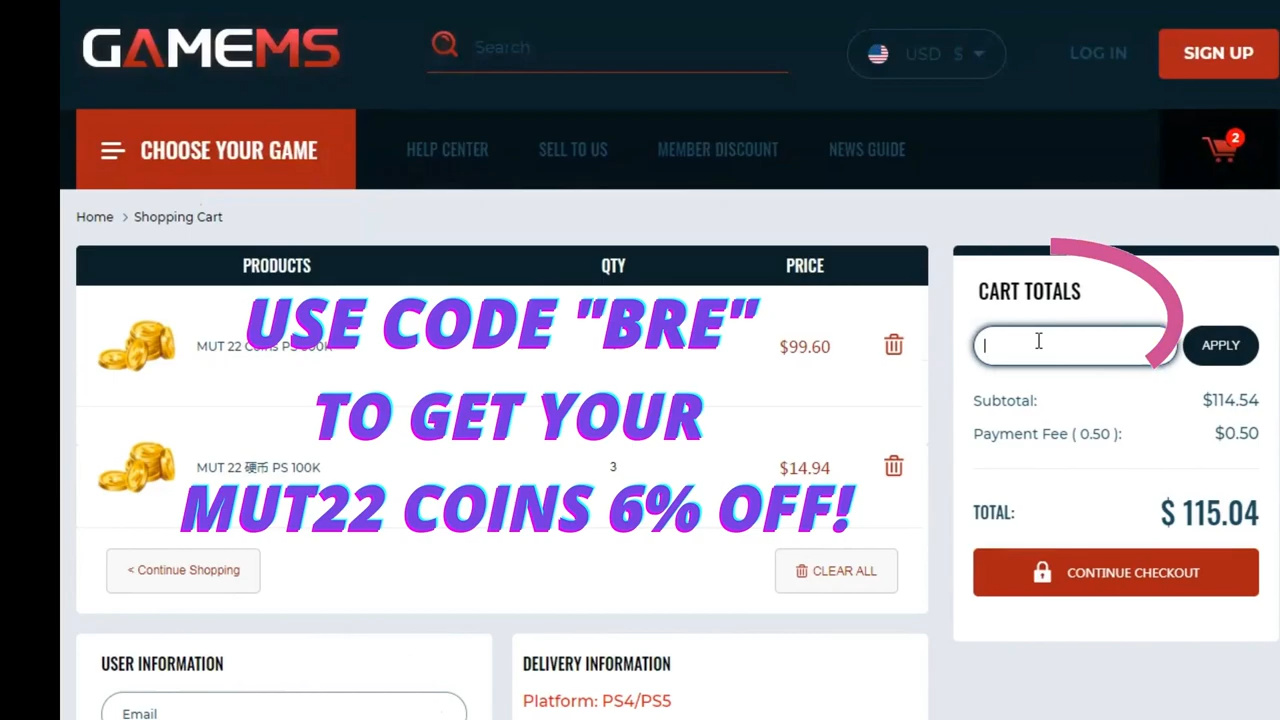 GAMEMS
Search
USD $
LOG IN
SIGN UP
CHOOSE YOUR GAME
HELP CENTER
SELL TO US
MEMBER DISCOUNT
NEWS GUIDE
2
Home > Shopping Cart
PRODUCTS QTY PRICE
CART TOTALS
USE CODE "BRE"
MUT 22 Coins PS
$99.60
APPLY
Subtotal: $114.54
TO GET YOUR
Payment Fee ( 0.50 ): $0.50
MUT 22 硬币 PS 100K 3 $14.94
MUT22 COINS 6% OFF!
TOTAL: $ 115.04
< Continue Shopping
CLEAR ALL
CONTINUE CHECKOUT
USER INFORMATION
DELIVERY INFORMATION
Platform: PS4/PS5
Email